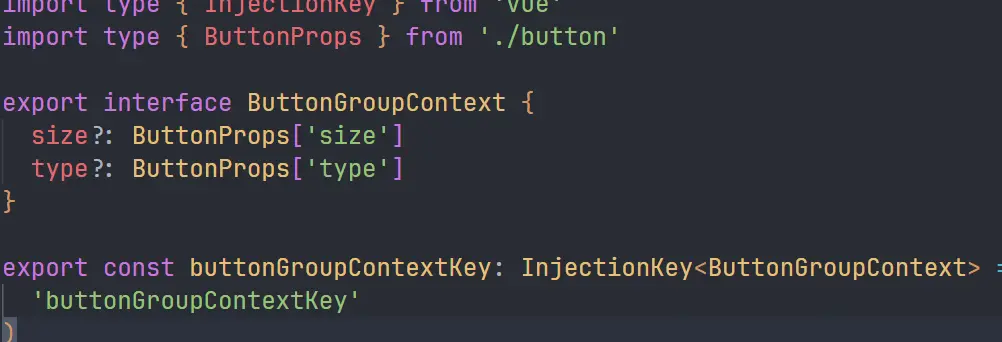 import type { InjectionKey } from 'vue'
import type { ButtonProps } from './button'
export interface ButtonGroupContext {
size?: ButtonProps['size']
type?: ButtonProps['type']
}
export const buttonGroupContextKey: InjectionKey<ButtonGroupContext> =
'buttonGroupContextKey'
)